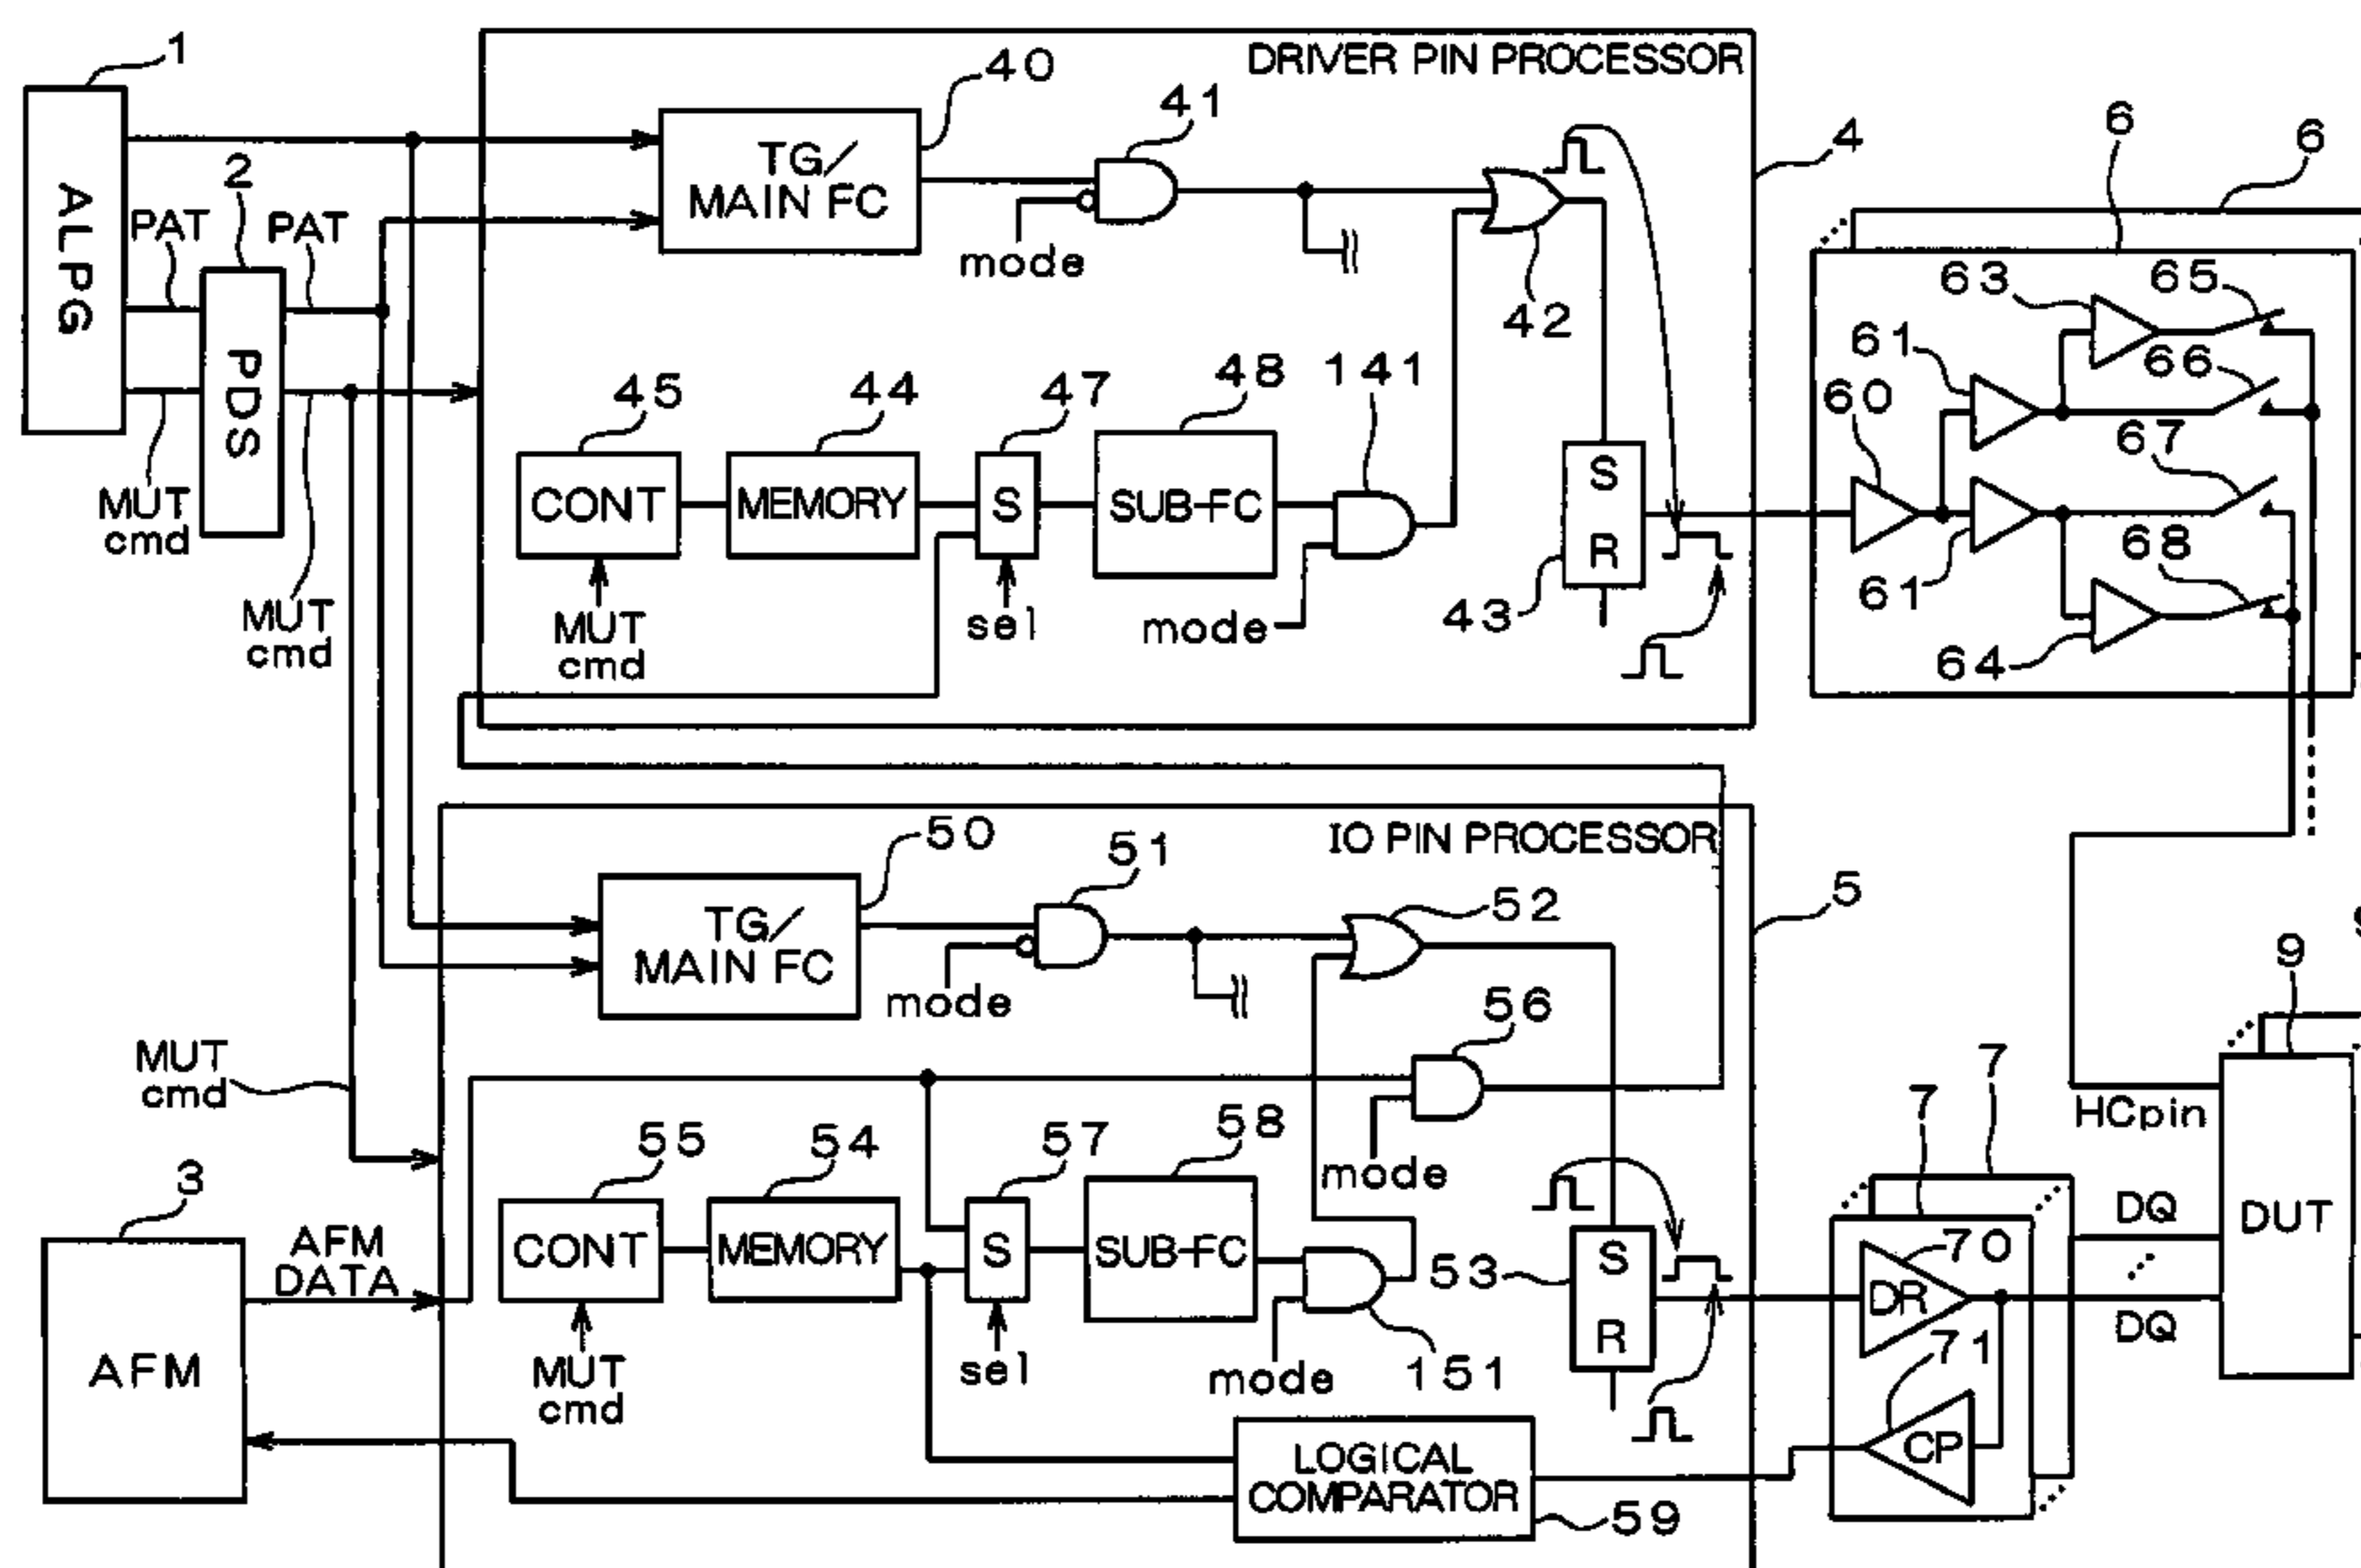 1
ALPG
PAT
2
PAT
PDS
MUT
cmd
MUT
cmd
DRIVER PIN PROCESSOR
40
TG/
MAIN FC
41
mode
42
4
45
CONT
MUT
cmd
44
MEMORY
47
S
sel
48
SUB-FC
141
mode
S
R
43
6
6
63
65
61
66
60
67
61
68
64
IO PIN PROCESSOR
50
TG/
MAIN FC
51
mode
52
5
56
mode
MUT
cmd
3
AFM
AFM
DATA
55
CONT
MUT
cmd
54
MEMORY
57
S
sel
58
SUB-FC
mode
151
53
S
R
LOGICAL
COMPARATOR
59
7
7
70
DR
71
CP
DQ
DQ
HCpin
9
DUT